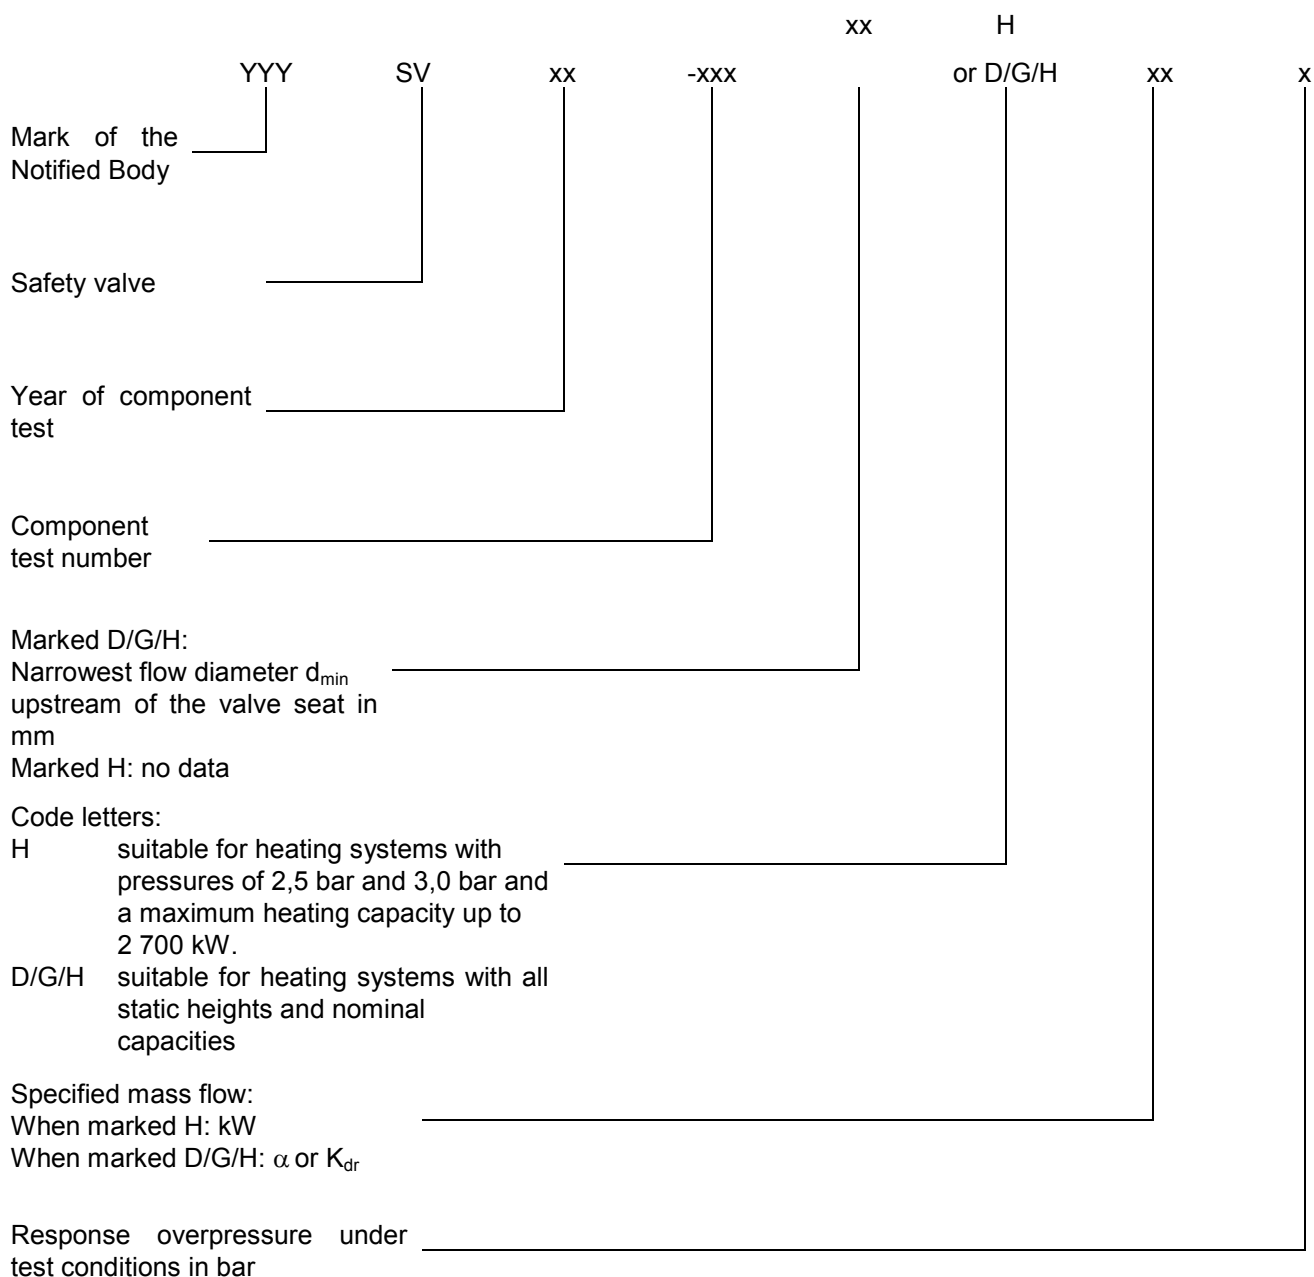 xx H
YYY SV xx -xxx or D/G/H xx x
Mark of the
Notified Body
Safety valve
Year of component
test
Component
test number
Marked D/G/H:
Narrowest flow diameter dmin
upstream of the valve seat in
mm
Marked H: no data
Code letters:
H suitable for heating systems with
pressures of 2,5 bar and 3,0 bar and
a maximum heating capacity up to
2 700 kW.
D/G/H suitable for heating systems with all
static heights and nominal
capacities
Specified mass flow:
When marked H: kW
When marked D/G/H: α or Kdr
Response overpressure under
test conditions in bar